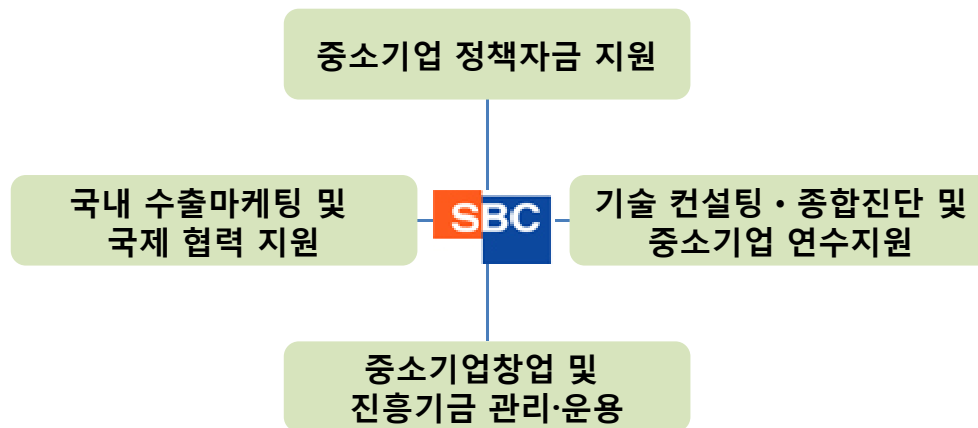 중소기업 정책자금 지원
국내 수출마케팅 및
국제 협력 지원
SBC
기술 컨설팅·종합진단 및
중소기업 연수지원
중소기업창업 및
진흥기금 관리·운용